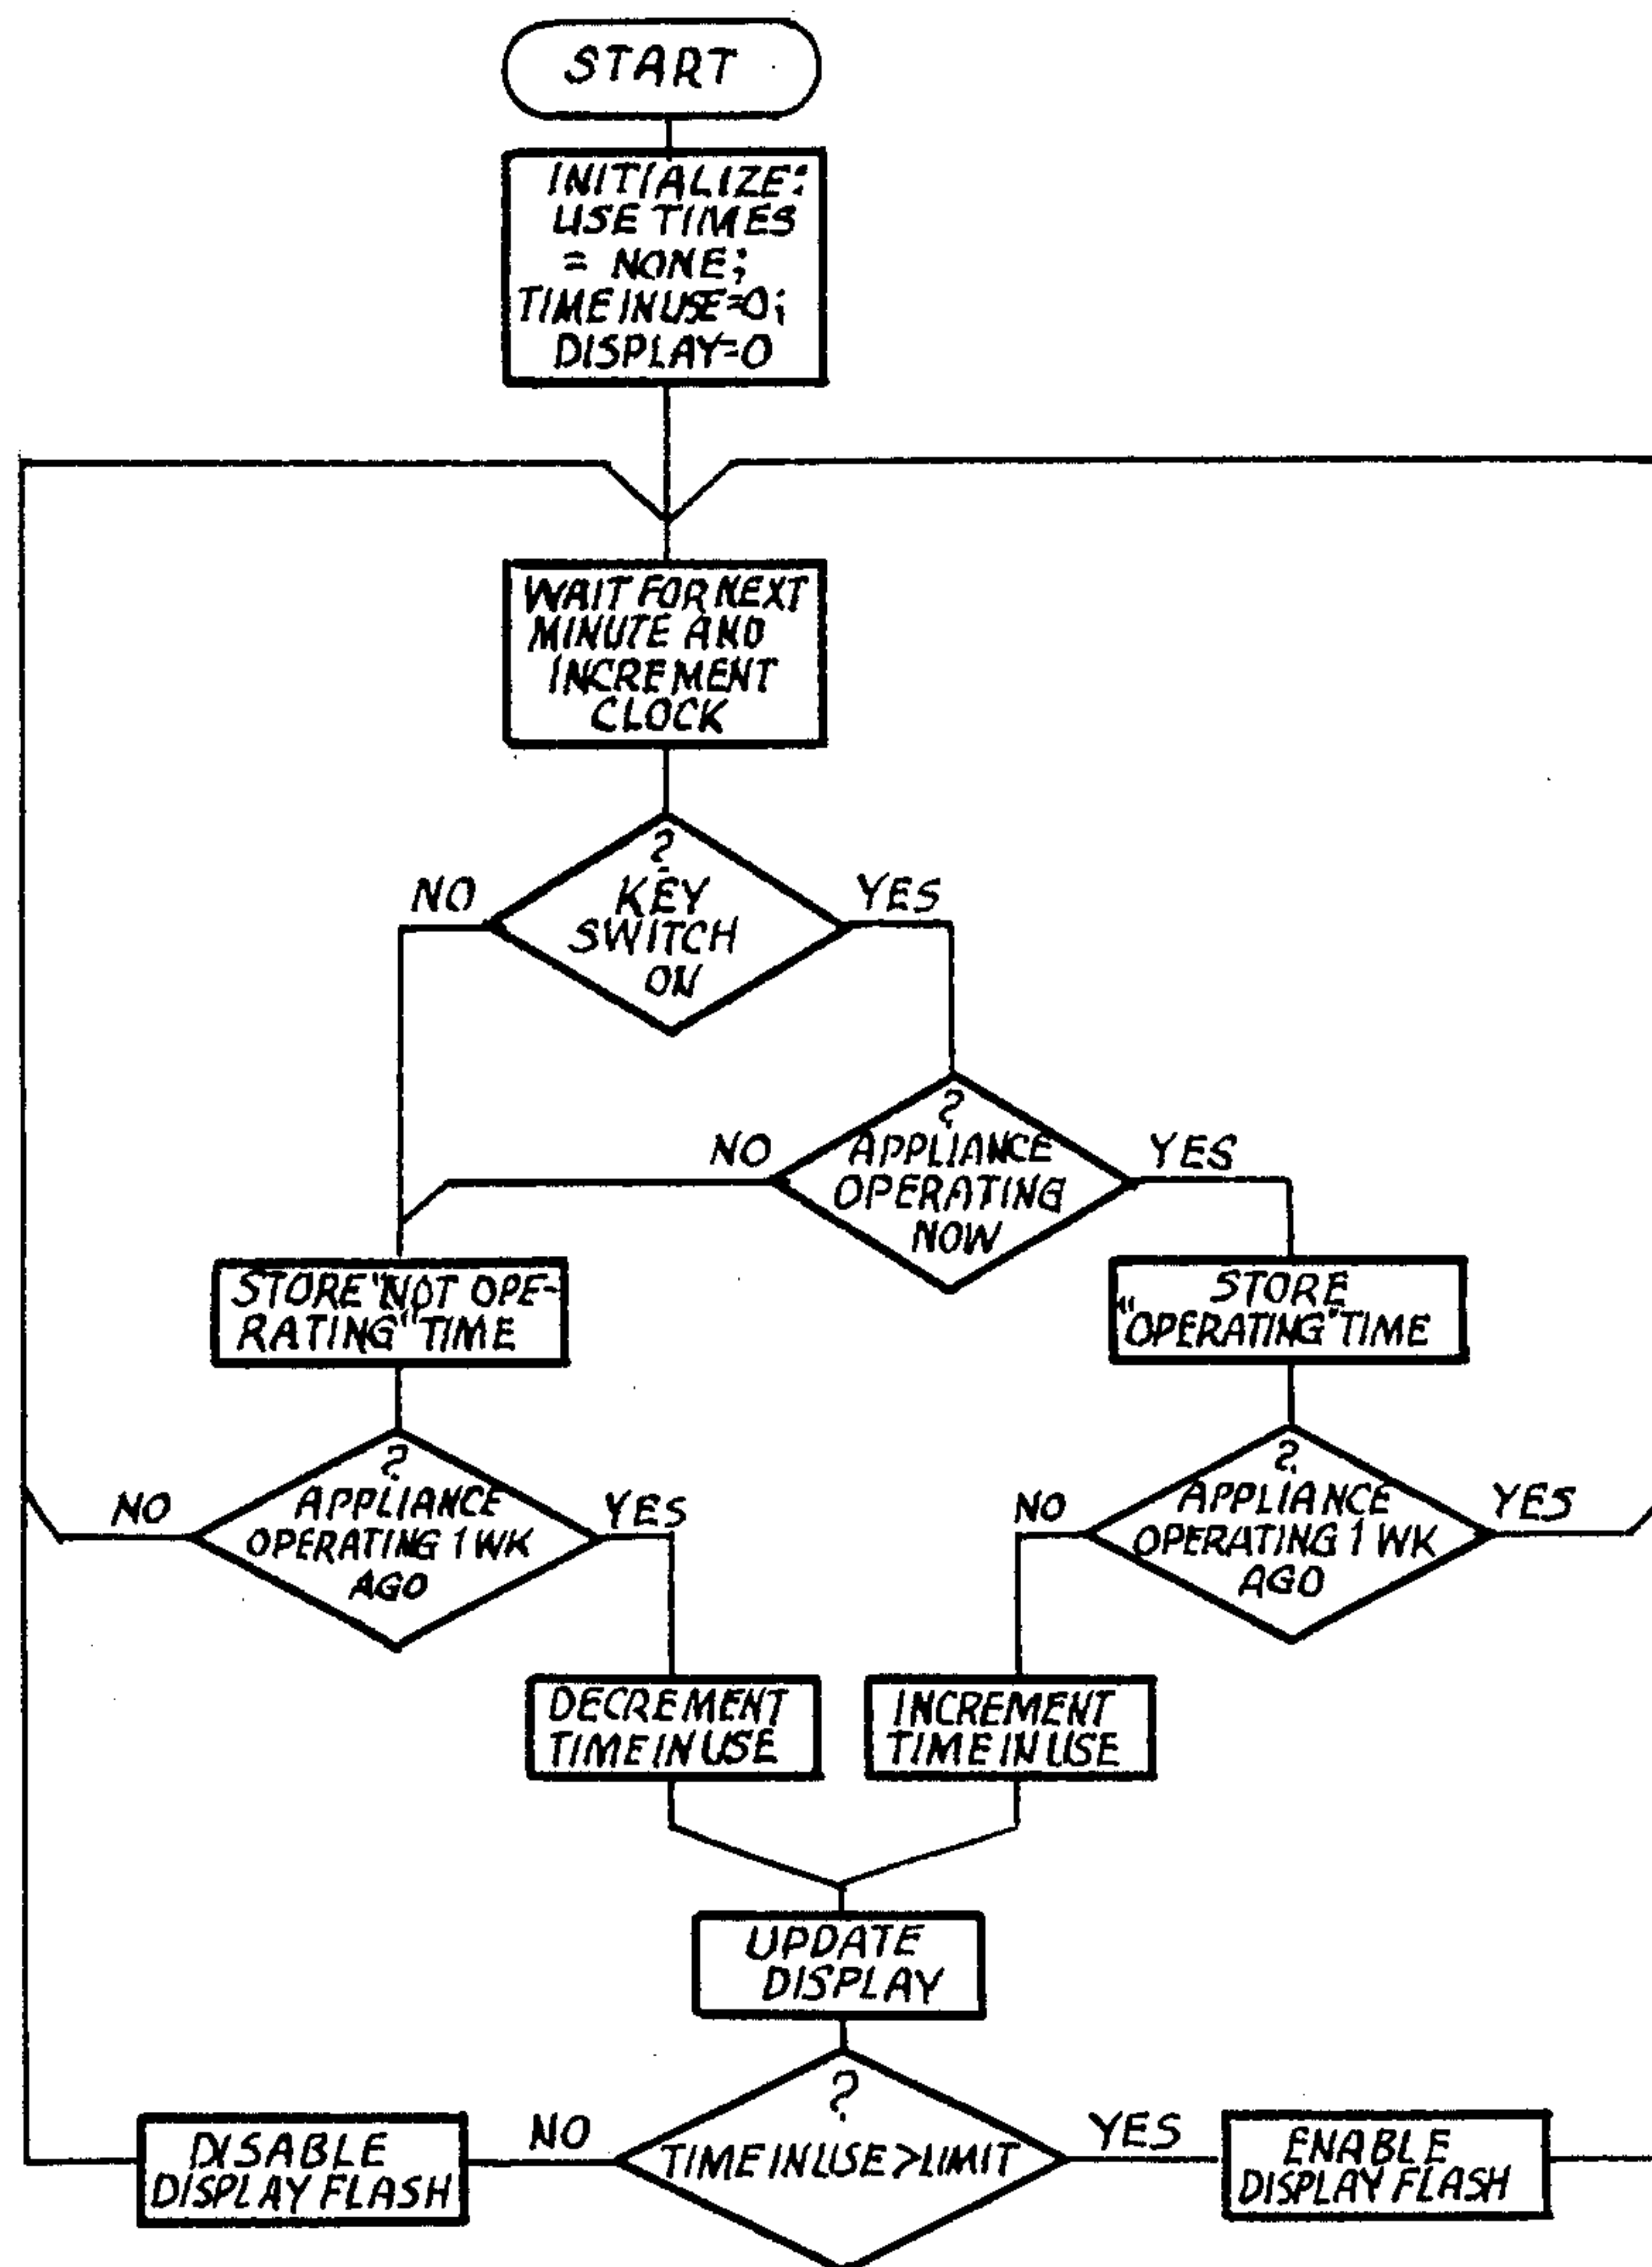 START
INITIALIZE:
USE TIMES
= NONE;
TIME IN USE=0;
DISPLAY=0
WAIT FOR NEXT
MINUTE AND
INCREMENT
CLOCK
?
KEY
SWITCH
ON
NO
YES
?
APPLIANCE
OPERATING
NOW
NO
YES
STORE "NOT OPE-
RATING" TIME
STORE
"OPERATING" TIME
?
APPLIANCE
OPERATING 1 WK
AGO
NO
YES
?
APPLIANCE
OPERATING 1 WK
AGO
NO
YES
DECREMENT
TIME IN USE
INCREMENT
TIME IN USE
UPDATE
DISPLAY
?
TIME IN USE > LIMIT
NO
YES
DISABLE
DISPLAY FLASH
ENABLE
DISPLAY FLASH